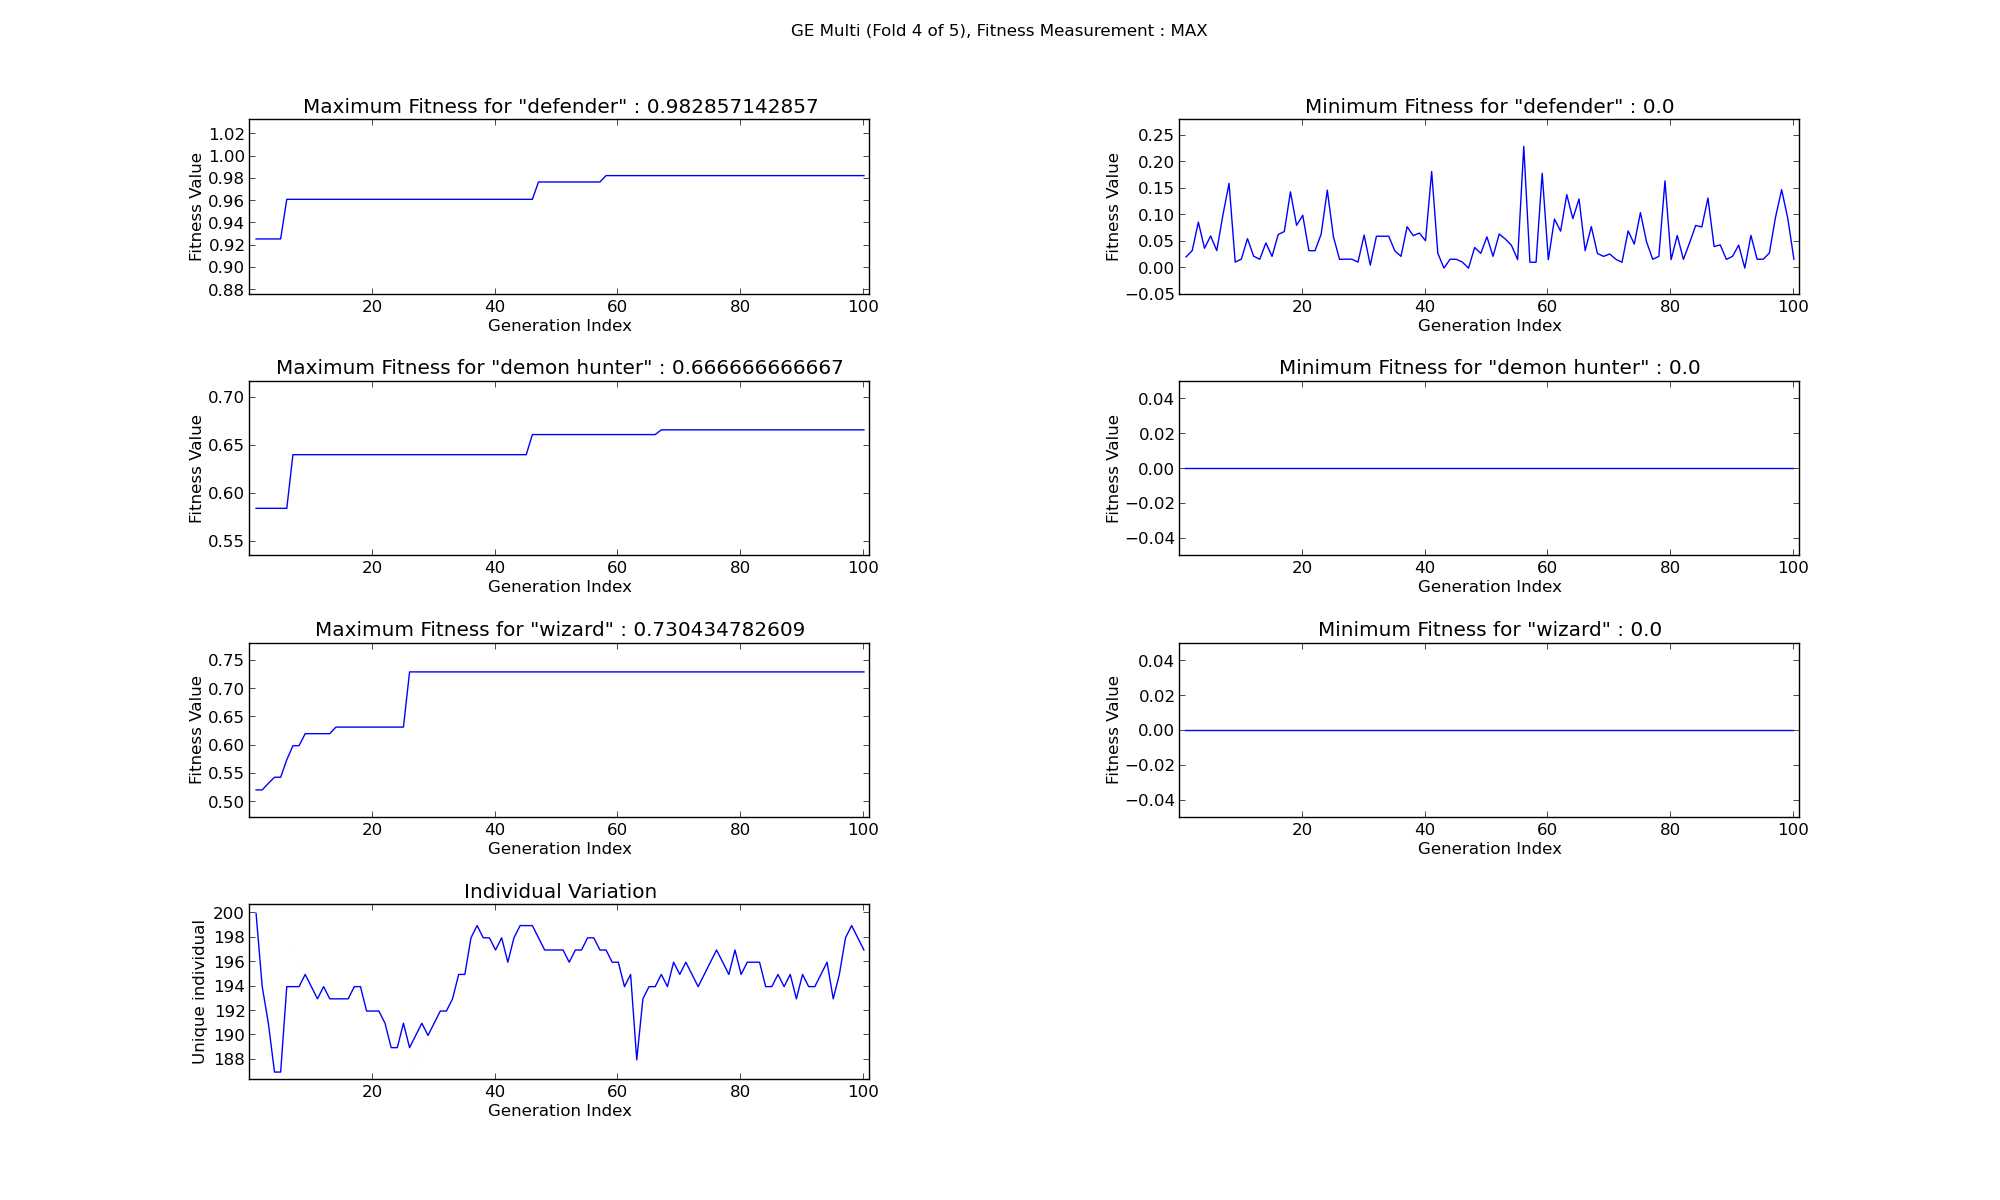 GE Multi (Fold 4 of 5), Fitness Measurement : MAX
Maximum Fitness for "defender" : 0.982857142857
Fitness Value
1.02
1.00
0.98
0.96
0.94
0.92
0.90
0.88
20 40 60 80 100
Generation Index
Minimum Fitness for "defender" : 0.0
Fitness Value
0.25
0.20
0.15
0.10
0.05
0.00
−0.05
20 40 60 80 100
Generation Index
Maximum Fitness for "demon hunter" : 0.666666666667
Fitness Value
0.70
0.65
0.60
0.55
20 40 60 80 100
Generation Index
Minimum Fitness for "demon hunter" : 0.0
Fitness Value
0.04
0.02
0.00
−0.02
−0.04
20 40 60 80 100
Generation Index
Maximum Fitness for "wizard" : 0.730434782609
Fitness Value
0.75
0.70
0.65
0.60
0.55
0.50
20 40 60 80 100
Generation Index
Minimum Fitness for "wizard" : 0.0
Fitness Value
0.04
0.02
0.00
−0.02
−0.04
20 40 60 80 100
Generation Index
Individual Variation
Unique individual
200
198
196
194
192
190
188
20 40 60 80 100
Generation Index